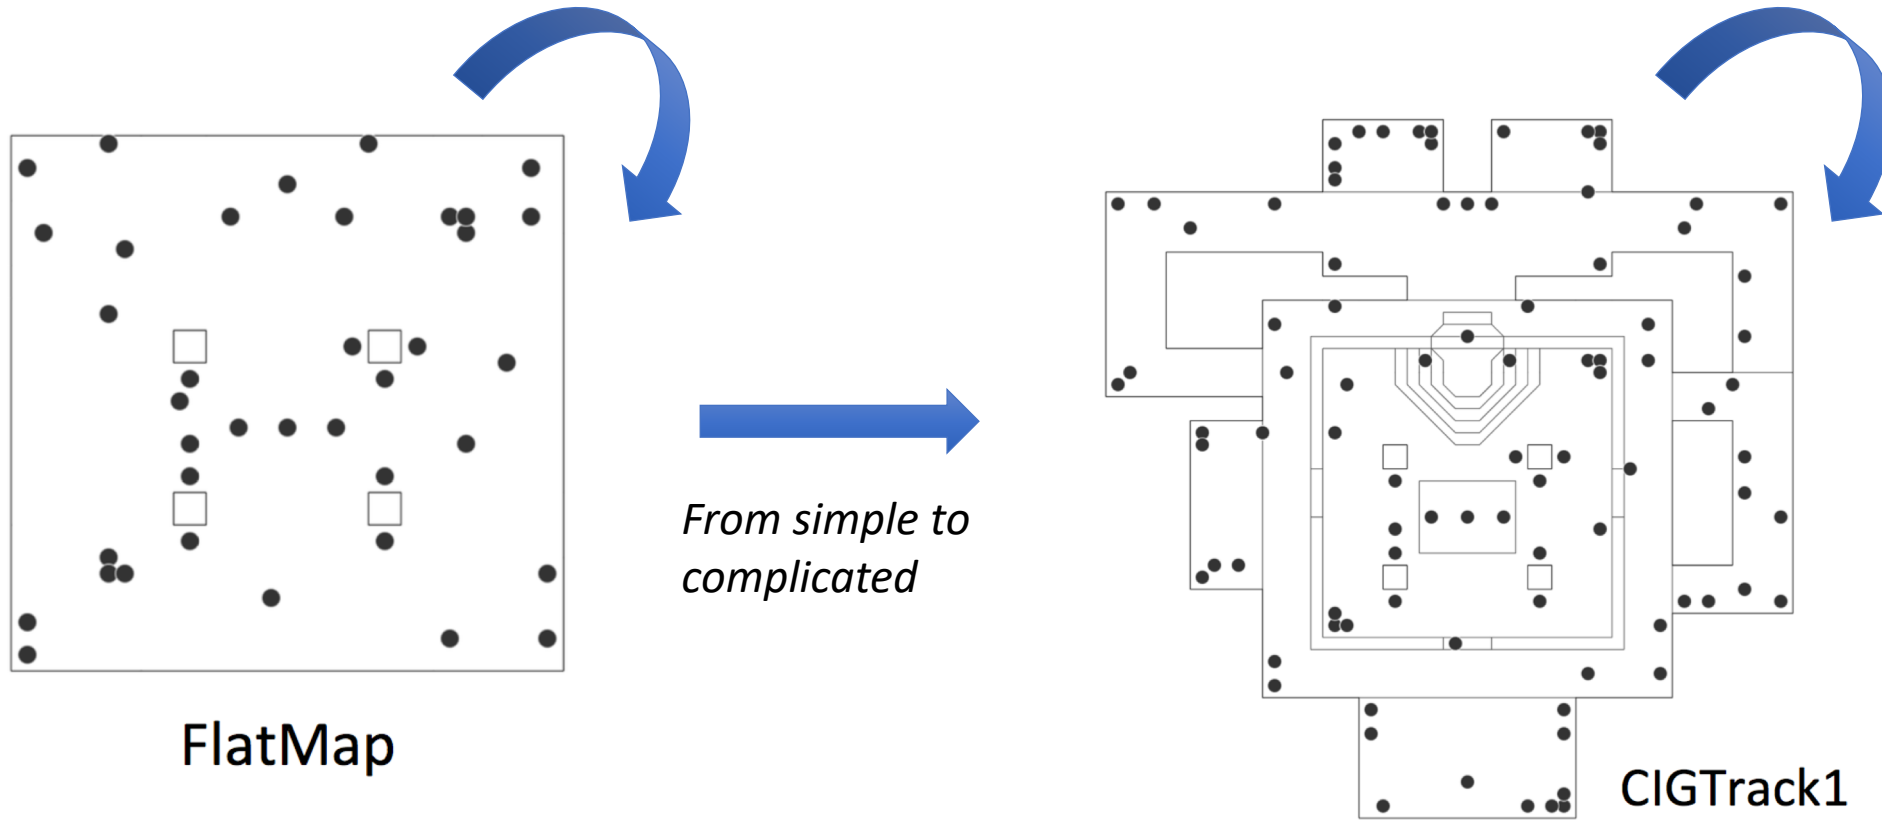 FlatMap
From simple to
complicated
CIGTrack1